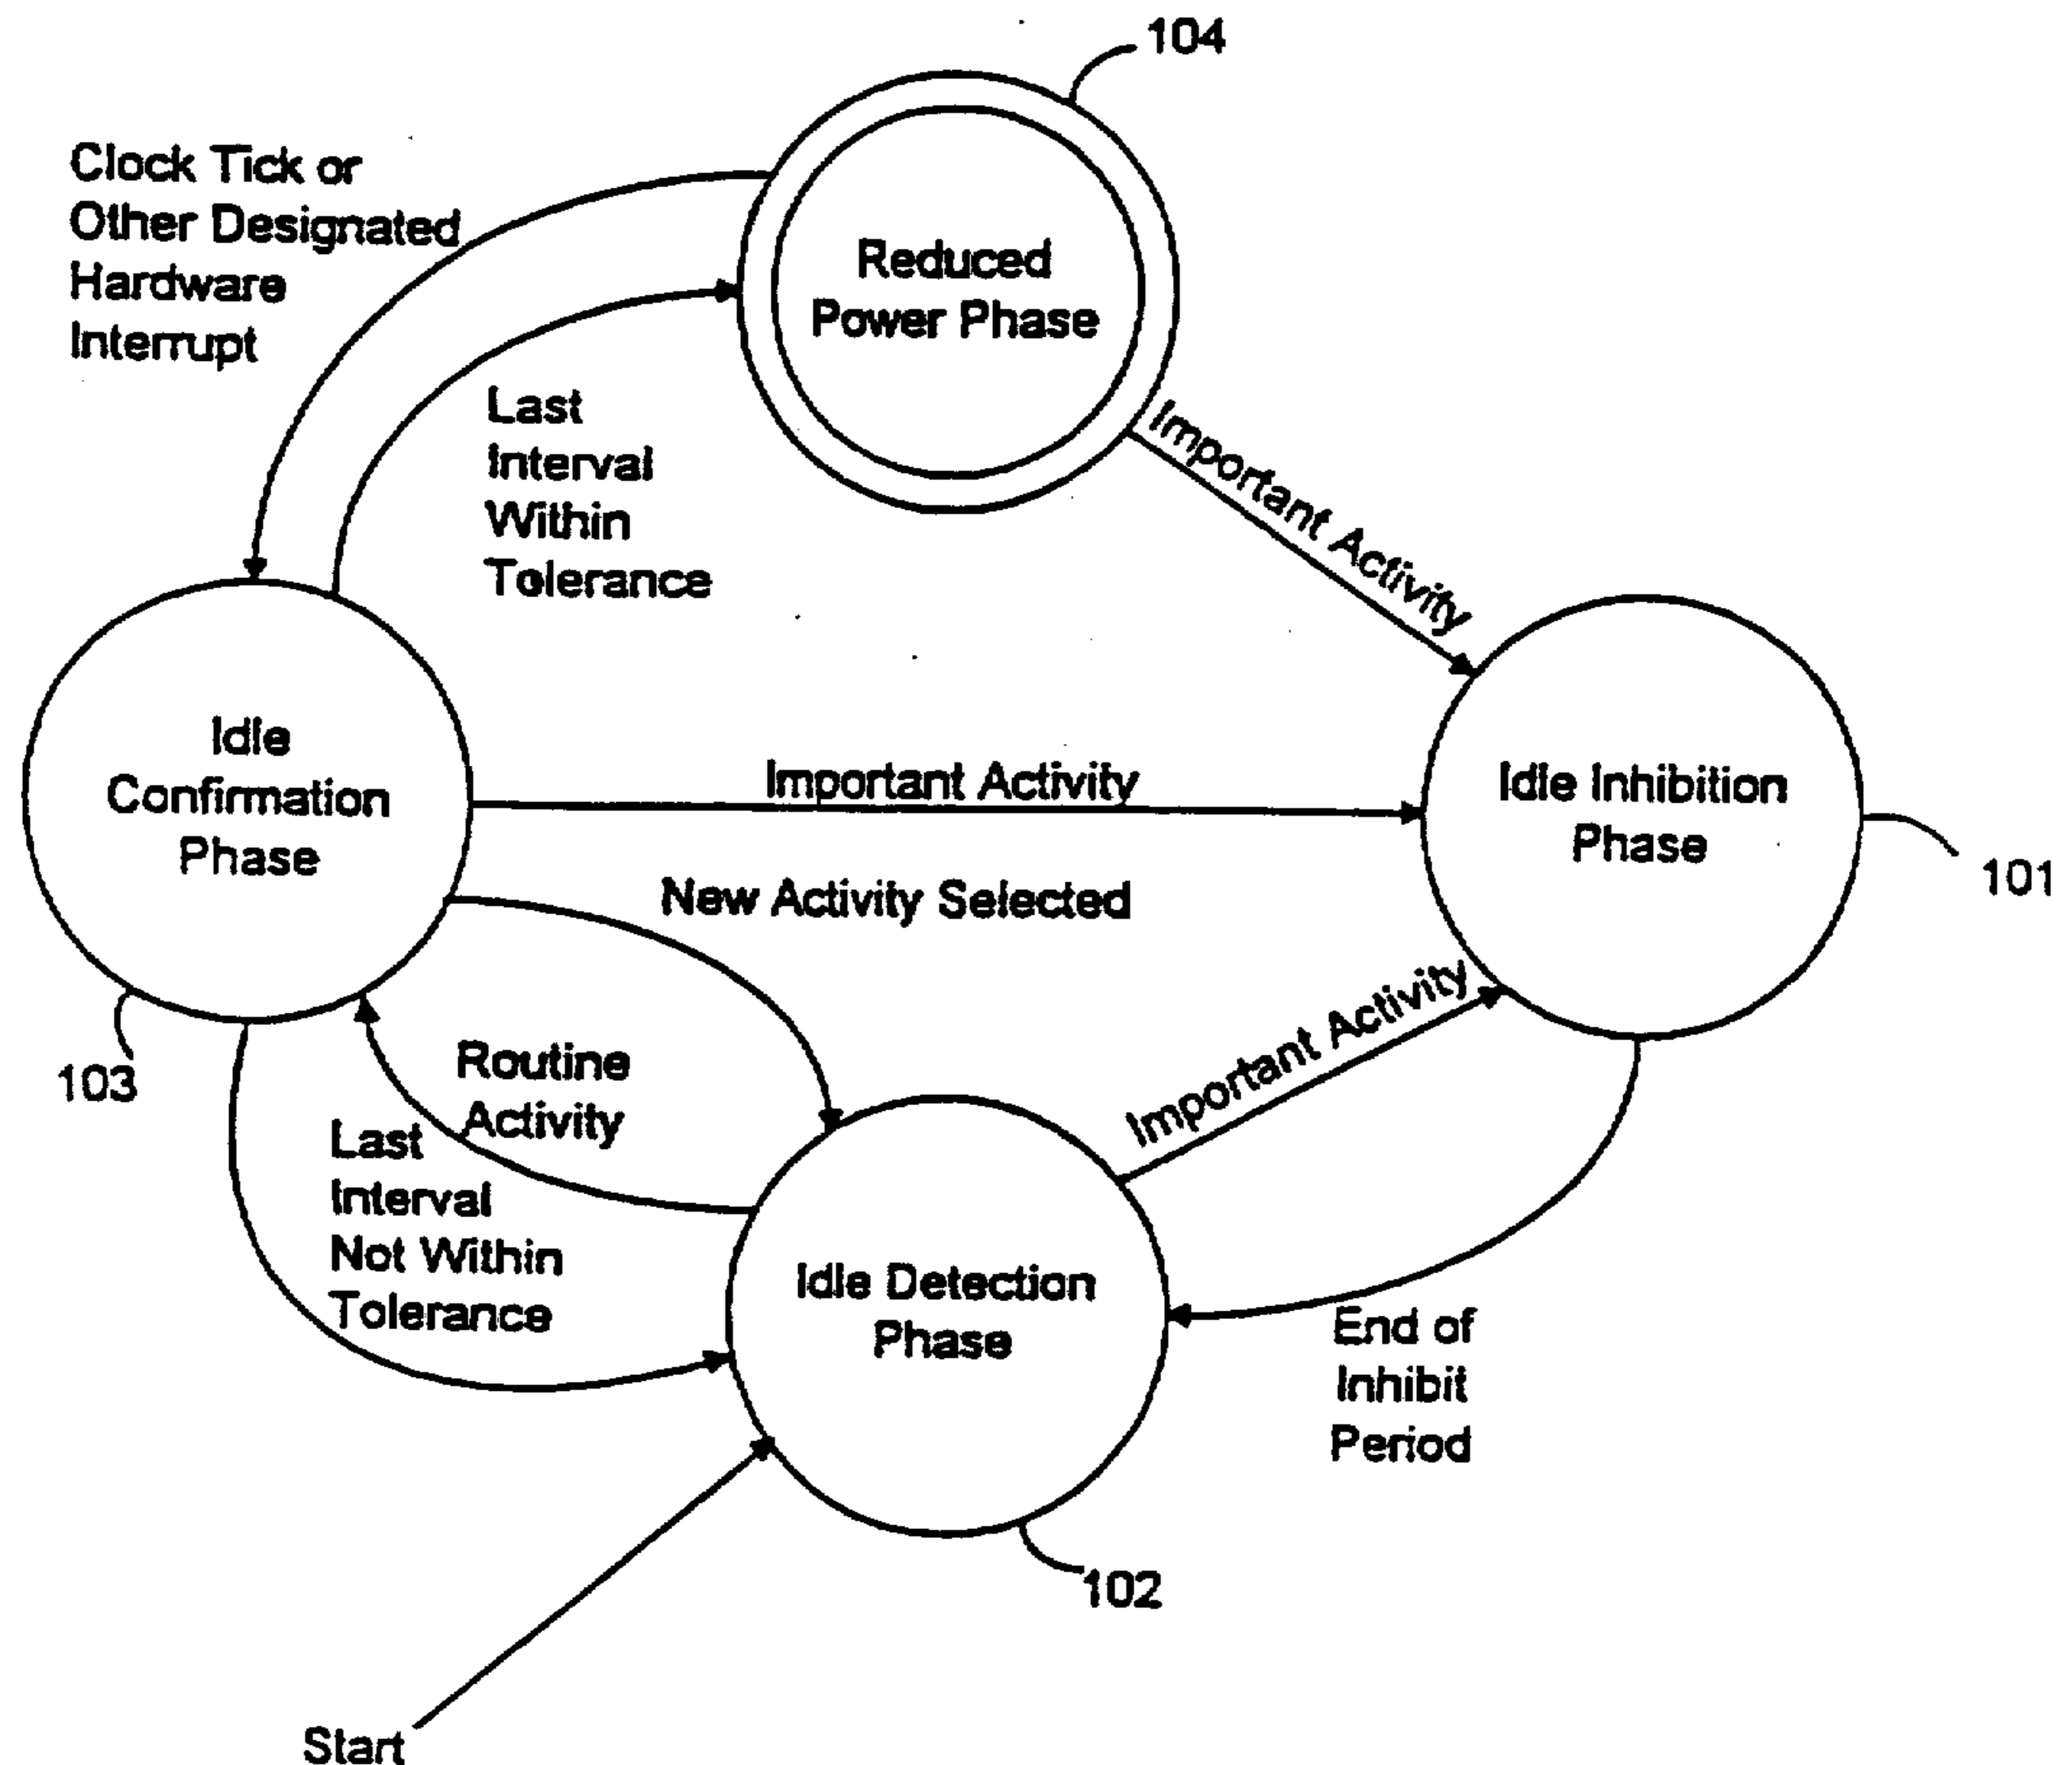 104
Clock Tick or
Other Designated
Hardware
Interrupt
Reduced
Power Phase
Last
Interval
Within
Tolerance
Important Activity
Idle
Confirmation
Phase
Important Activity
Idle Inhibition
Phase
101
New Activity Selected
103
Routine
Activity
Important Activity
Last
Interval
Not Within
Tolerance
Idle Detection
Phase
End of
Inhibit
Period
102
Start